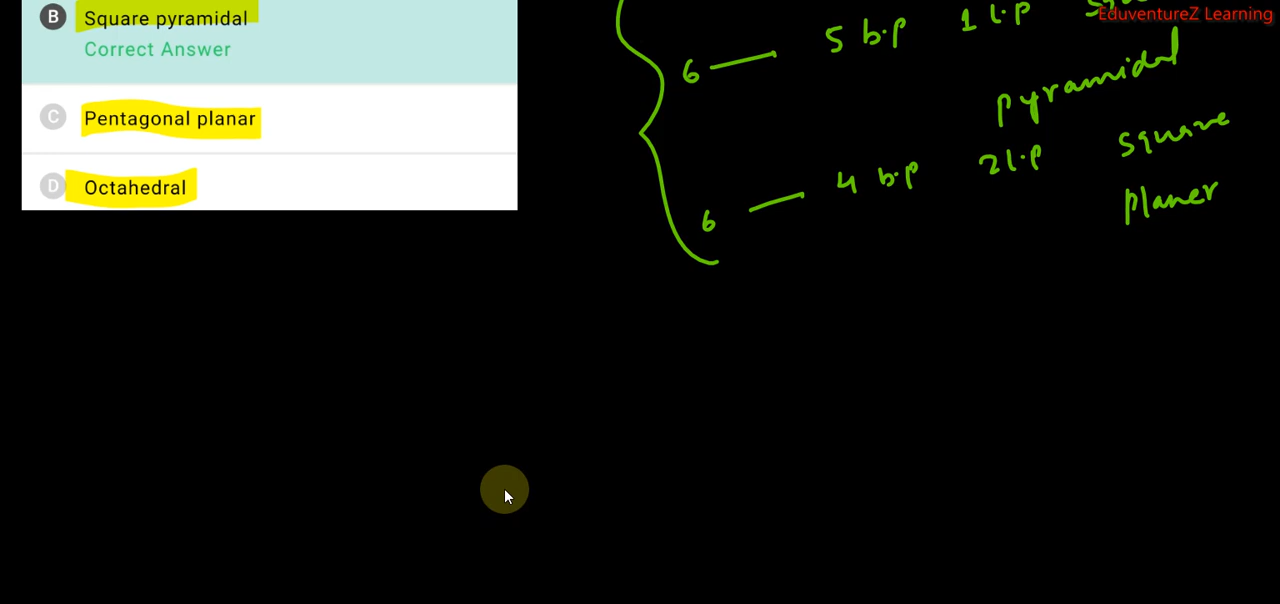 B Square pyramidal
Correct Answer
C Pentagonal planar
D Octahedral
EduventureZ Learning
6 — 5 b.p 1 l.p
pyramidal
6 — 4 b.p 2 l.p square
planer